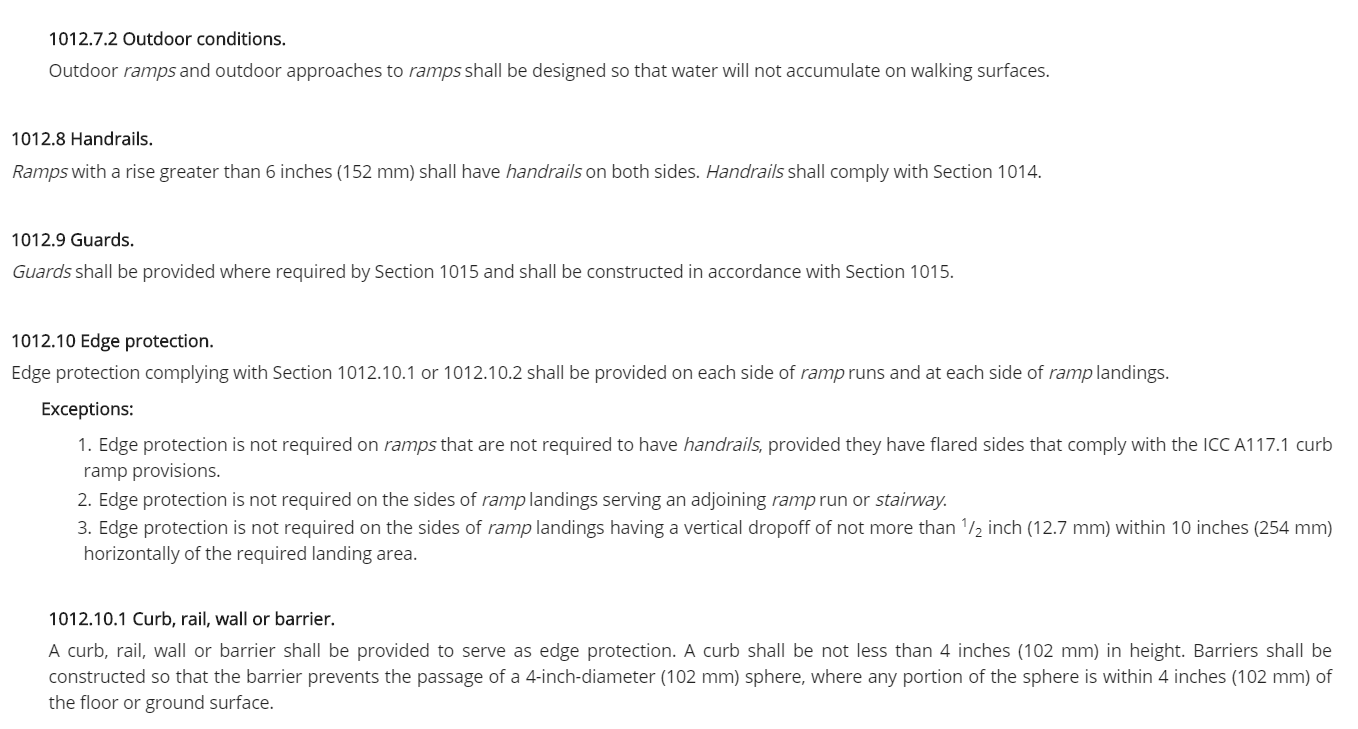 1012.7.2 Outdoor conditions.
Outdoor ramps and outdoor approaches to ramps shall be designed so that water will not accumulate on walking surfaces.
1012.8 Handrails.
Ramps with a rise greater than 6 inches (152 mm) shall have handrails on both sides. Handrails shall comply with Section 1014.
1012.9 Guards.
Guards shall be provided where required by Section 1015 and shall be constructed in accordance with Section 1015.
1012.10 Edge protection.
Edge protection complying with Section 1012.10.1 or 1012.10.2 shall be provided on each side of ramp runs and at each side of ramp landings.
Exceptions:
1. Edge protection is not required on ramps that are not required to have handrails, provided they have flared sides that comply with the ICC A117.1 curb
ramp provisions.
2. Edge protection is not required on the sides of ramp landings serving an adjoining ramp run or stairway.
3. Edge protection is not required on the sides of ramp landings having a vertical dropoff of not more than 1/2 inch (12.7 mm) within 10 inches (254 mm)
horizontally of the required landing area.
1012.10.1 Curb, rail, wall or barrier.
A curb, rail, wall or barrier shall be provided to serve as edge protection. A curb shall be not less than 4 inches (102 mm) in height. Barriers shall be
constructed so that the barrier prevents the passage of a 4-inch-diameter (102 mm) sphere, where any portion of the sphere is within 4 inches (102 mm) of
the floor or ground surface.